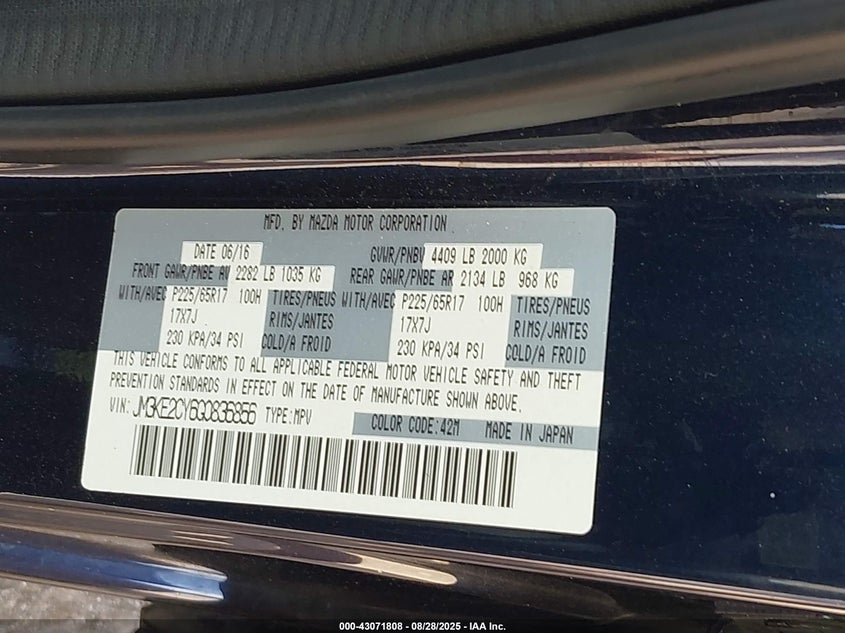 MFD. BY MAZDA MOTOR CORPORATION
DATE 06/16 GVWR/PNBV 4409 LB 2000 KG
FRONT GAWR/PNBE AV 2282 LB 1035 KG REAR GAWR/PNBE AR 2134 LB 968 KG
WITH/AVEC P225/65R17 100H TIRES/PNEUS WITH/AVEC P225/65R17 100H TIRES/PNEUS
17X7J RIMS/JANTES 17X7J RIMS/JANTES
230 KPA/34 PSI COLD/A FROID 230 KPA/34 PSI COLD/A FROID
THIS VEHICLE CONFORMS TO ALL APPLICABLE FEDERAL MOTOR VEHICLE SAFETY AND THEFT
PREVENTION STANDARDS IN EFFECT ON THE DATE OF MANUFACTURE SHOWN ABOVE.
VIN: JM3KE2CY6G0835856 TYPE:MPV COLOR CODE:42M MADE IN JAPAN
000-43071808 - 08/28/2025 - IAA Inc.